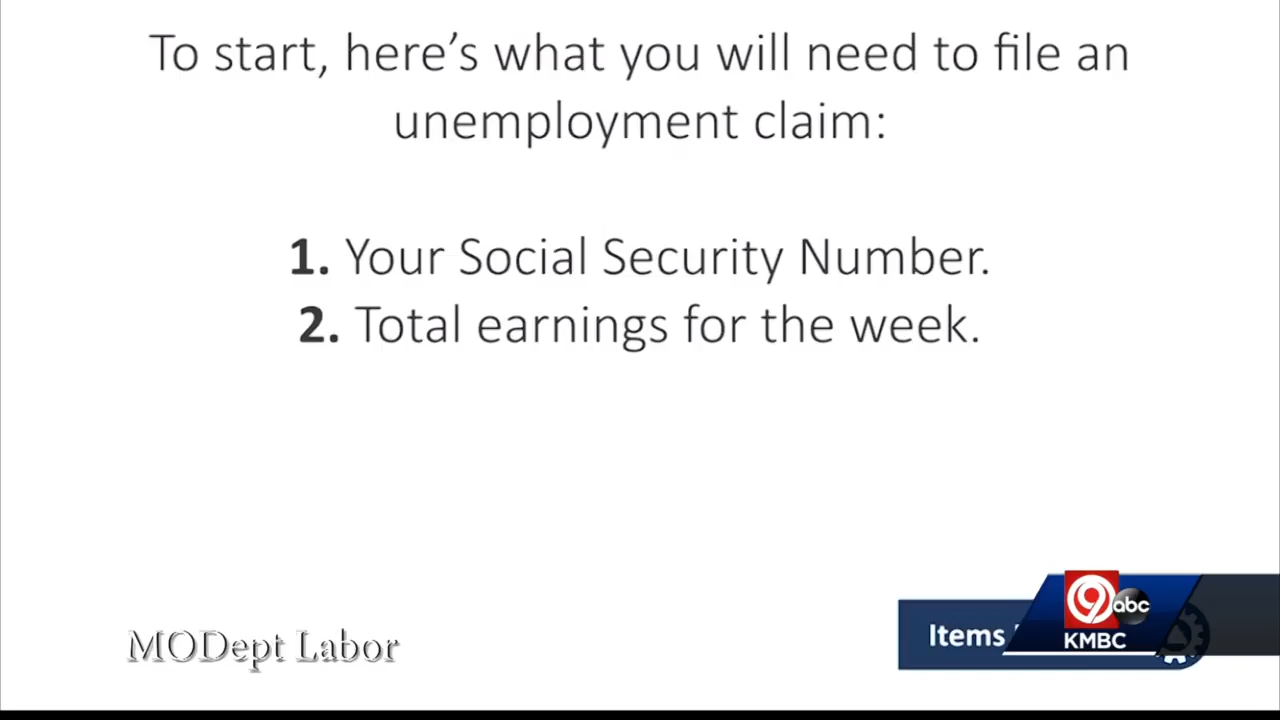 To start, here’s what you will need to file an
unemployment claim:
1. Your Social Security Number.
2. Total earnings for the week.
MODept Labor
Items
9
abc
KMBC